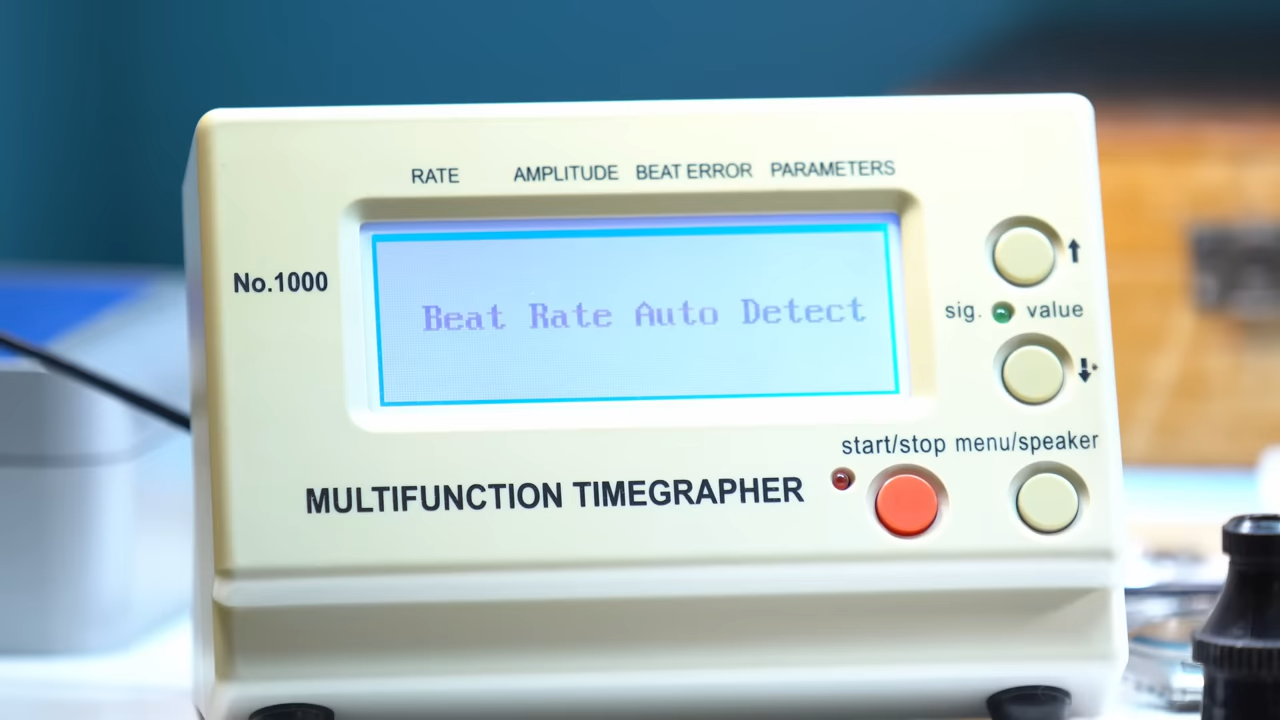 RATE AMPLITUDE BEAT ERROR PARAMETERS
No.1000
Beat Rate Auto Detect
sig. value
start/stop menu/speaker
MULTIFUNCTION TIMEGRAPHER